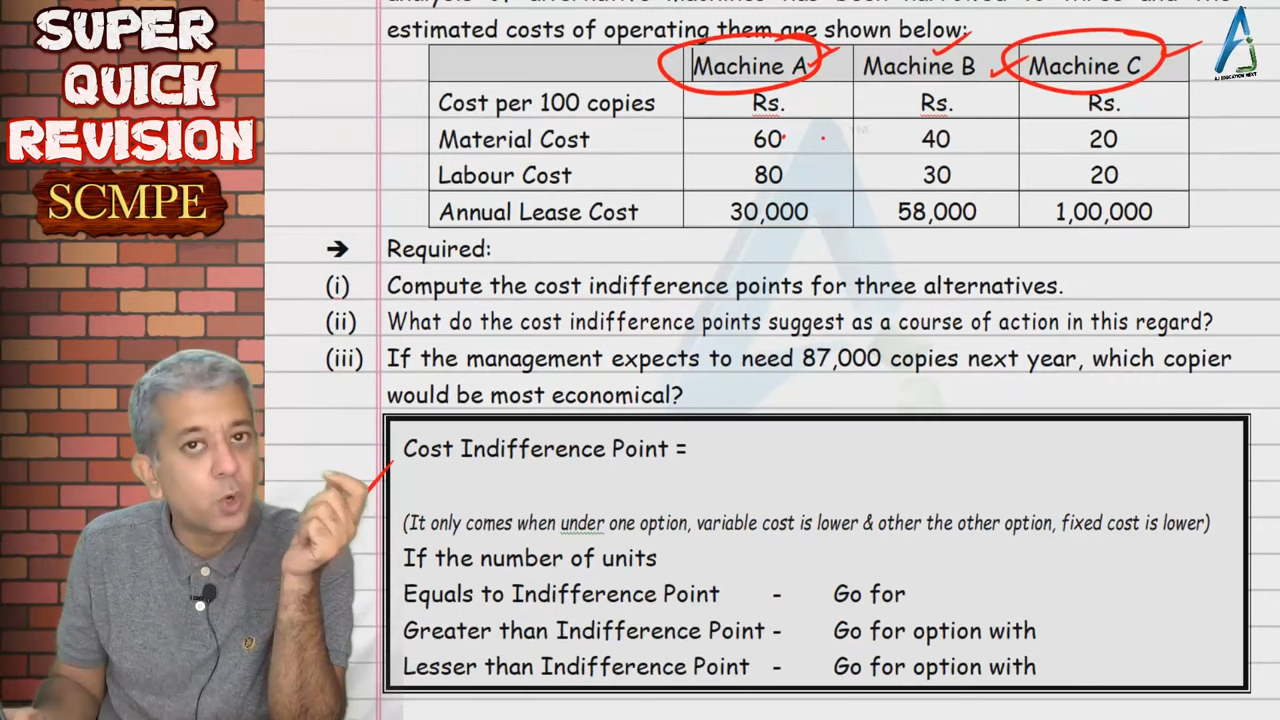 SUPER
QUICK
REVISION
SCMPE
estimated costs of operating them are shown below:
Machine A Machine B Machine C
Cost per 100 copies Rs. Rs. Rs.
Material Cost 60 40 20
Labour Cost 80 30 20
Annual Lease Cost 30,000 58,000 1,00,000
➔ Required:
(i) Compute the cost indifference points for three alternatives.
(ii) What do the cost indifference points suggest as a course of action in this regard?
(iii) If the management expects to need 87,000 copies next year, which copier
would be most economical?
Cost Indifference Point =
(It only comes when under one option, variable cost is lower & other the other option, fixed cost is lower)
If the number of units
Equals to Indifference Point - Go for
Greater than Indifference Point - Go for option with
Lesser than Indifference Point - Go for option with
AJ EDUCATION NEXT